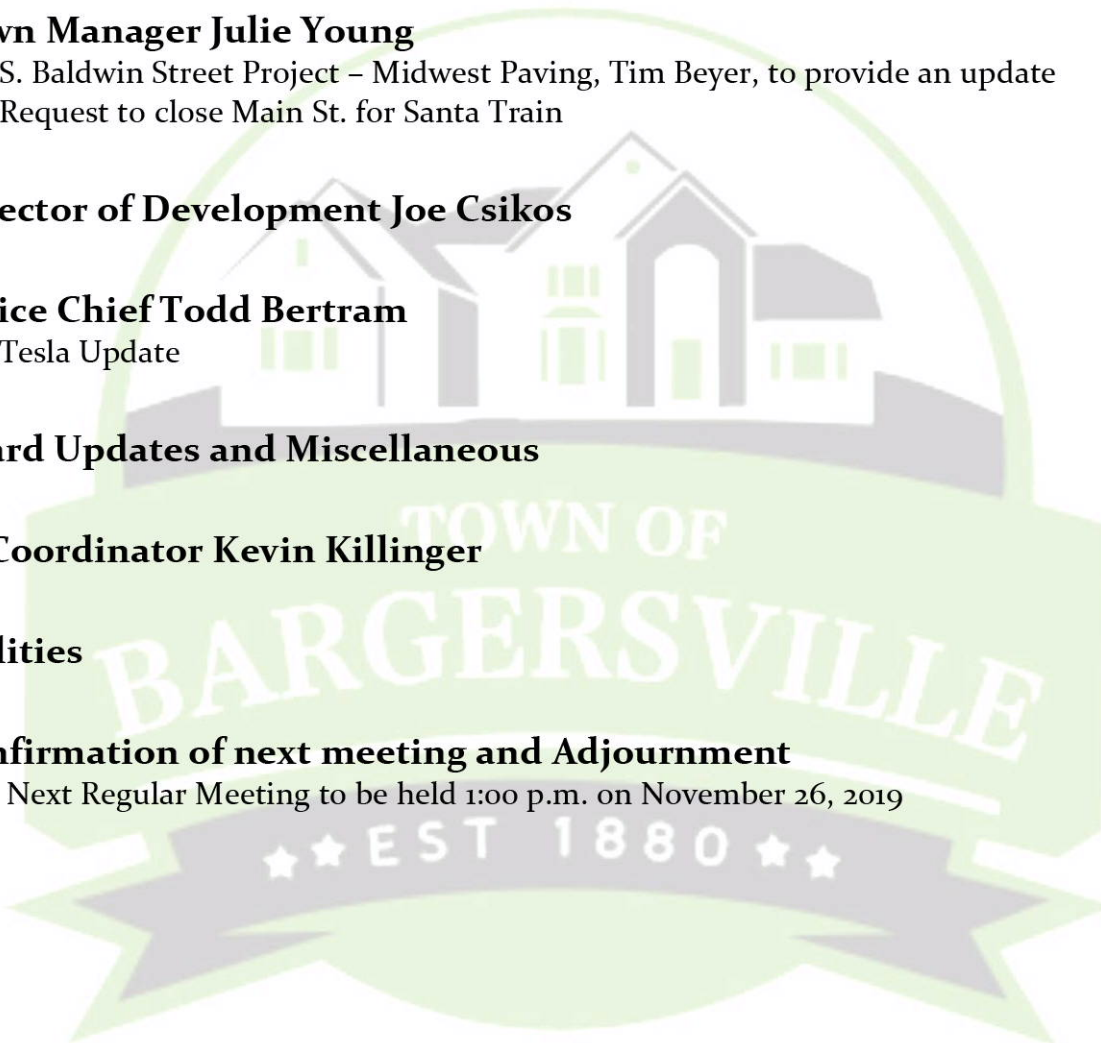 wn Manager Julie Young
S. Baldwin Street Project – Midwest Paving, Tim Beyer, to provide an update
Request to close Main St. for Santa Train
ector of Development Joe Csikos
ice Chief Todd Bertram
Tesla Update
ard Updates and Miscellaneous
Coordinator Kevin Killinger
lities
nfirmation of next meeting and Adjournment
Next Regular Meeting to be held 1:00 p.m. on November 26, 2019
TOWN OF
BARGERSVILLE
EST 1880